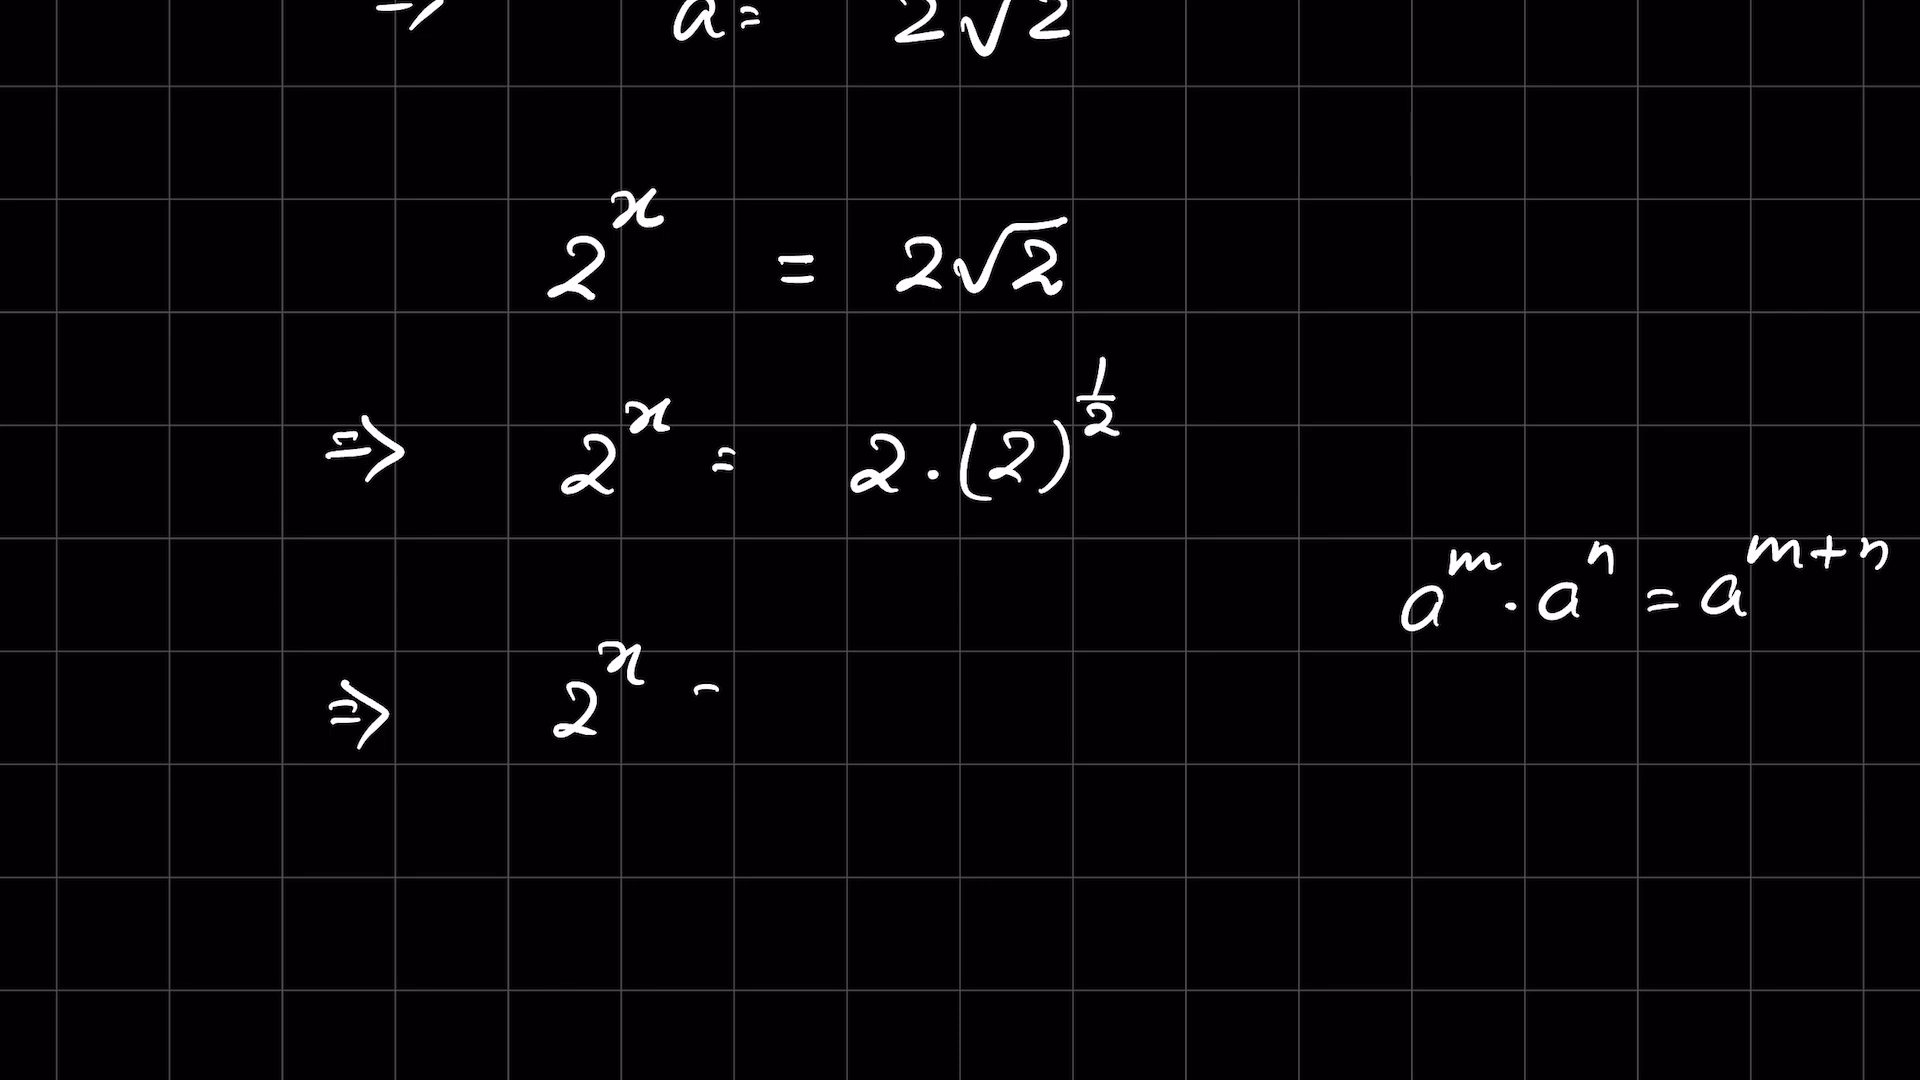 ⇒ a = 2√2
2^x = 2√2
⇒ 2^x = 2·(2)^{1/2}
a^m · a^n = a^{m+n}
⇒ 2^x -